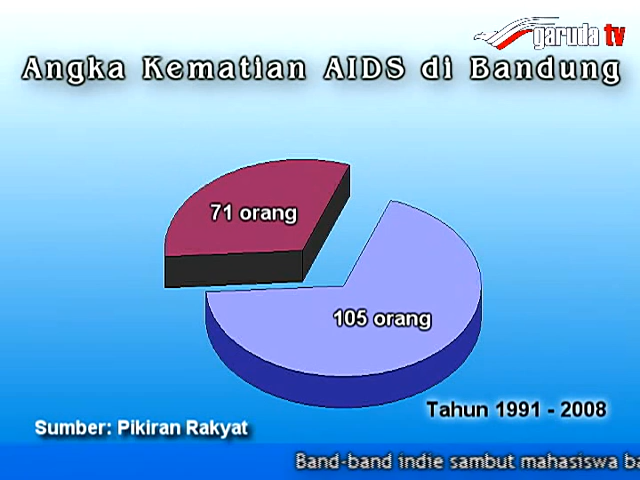 garuda tv
Angka Kematian AIDS di Bandung
71 orang
105 orang
Tahun 1991 - 2008
Sumber: Pikiran Rakyat
Band-band indie sambut mahasiswa ba